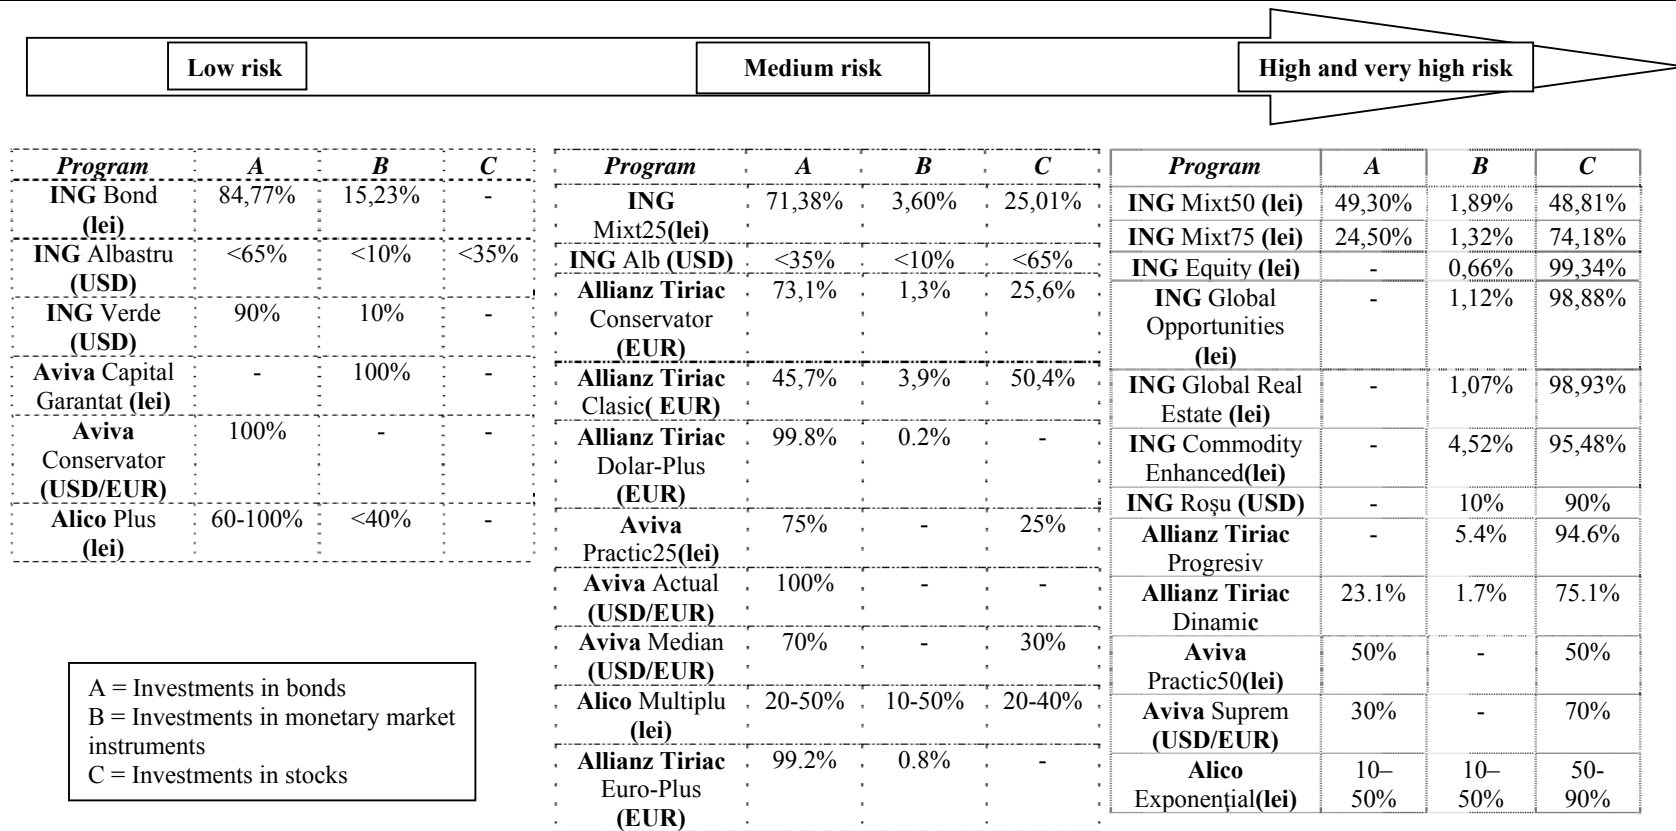 Low risk
Medium risk
High and very high risk
Program A B C
ING Bond 84,77% 15,23% -
(lei)
ING Albastru <65% <10% <35%
(USD)
ING Verde 90% 10% -
(USD)
Aviva Capital - 100% -
Garantat (lei)
Aviva 100% - -
Conservator
(USD/EUR)
Alico Plus 60-100% <40% -
(lei)
A = Investments in bonds
B = Investments in monetary market
instruments
C = Investments in stocks
Program A B C
ING 71,38% 3,60% 25,01%
Mixt25(lei)
ING Alb (USD) <35% <10% <65%
Allianz Tiriac 73,1% 1,3% 25,6%
Conservator
(EUR)
Allianz Tiriac 45,7% 3,9% 50,4%
Clasic( EUR)
Allianz Tiriac 99.8% 0.2% -
Dolar-Plus
(EUR)
Aviva 75% - 25%
Practic25(lei)
Aviva Actual 100% - -
(USD/EUR)
Aviva Median 70% - 30%
(USD/EUR)
Alico Multiplu 20-50% 10-50% 20-40%
(lei)
Allianz Tiriac 99.2% 0.8% -
Euro-Plus
(EUR)
Program A B C
ING Mixt50 (lei) 49,30% 1,89% 48,81%
ING Mixt75 (lei) 24,50% 1,32% 74,18%
ING Equity (lei) - 0,66% 99,34%
ING Global - 1,12% 98,88%
Opportunities
(lei)
ING Global Real - 1,07% 98,93%
Estate (lei)
ING Commodity - 4,52% 95,48%
Enhanced(lei)
ING Roşu (USD) - 10% 90%
Allianz Tiriac - 5.4% 94.6%
Progresiv
Allianz Tiriac 23.1% 1.7% 75.1%
Dinamic
Aviva 50% - 50%
Practic50(lei)
Aviva Suprem 30% - 70%
(USD/EUR)
Alico 10– 10– 50-
Exponenţial(lei) 50% 50% 90%